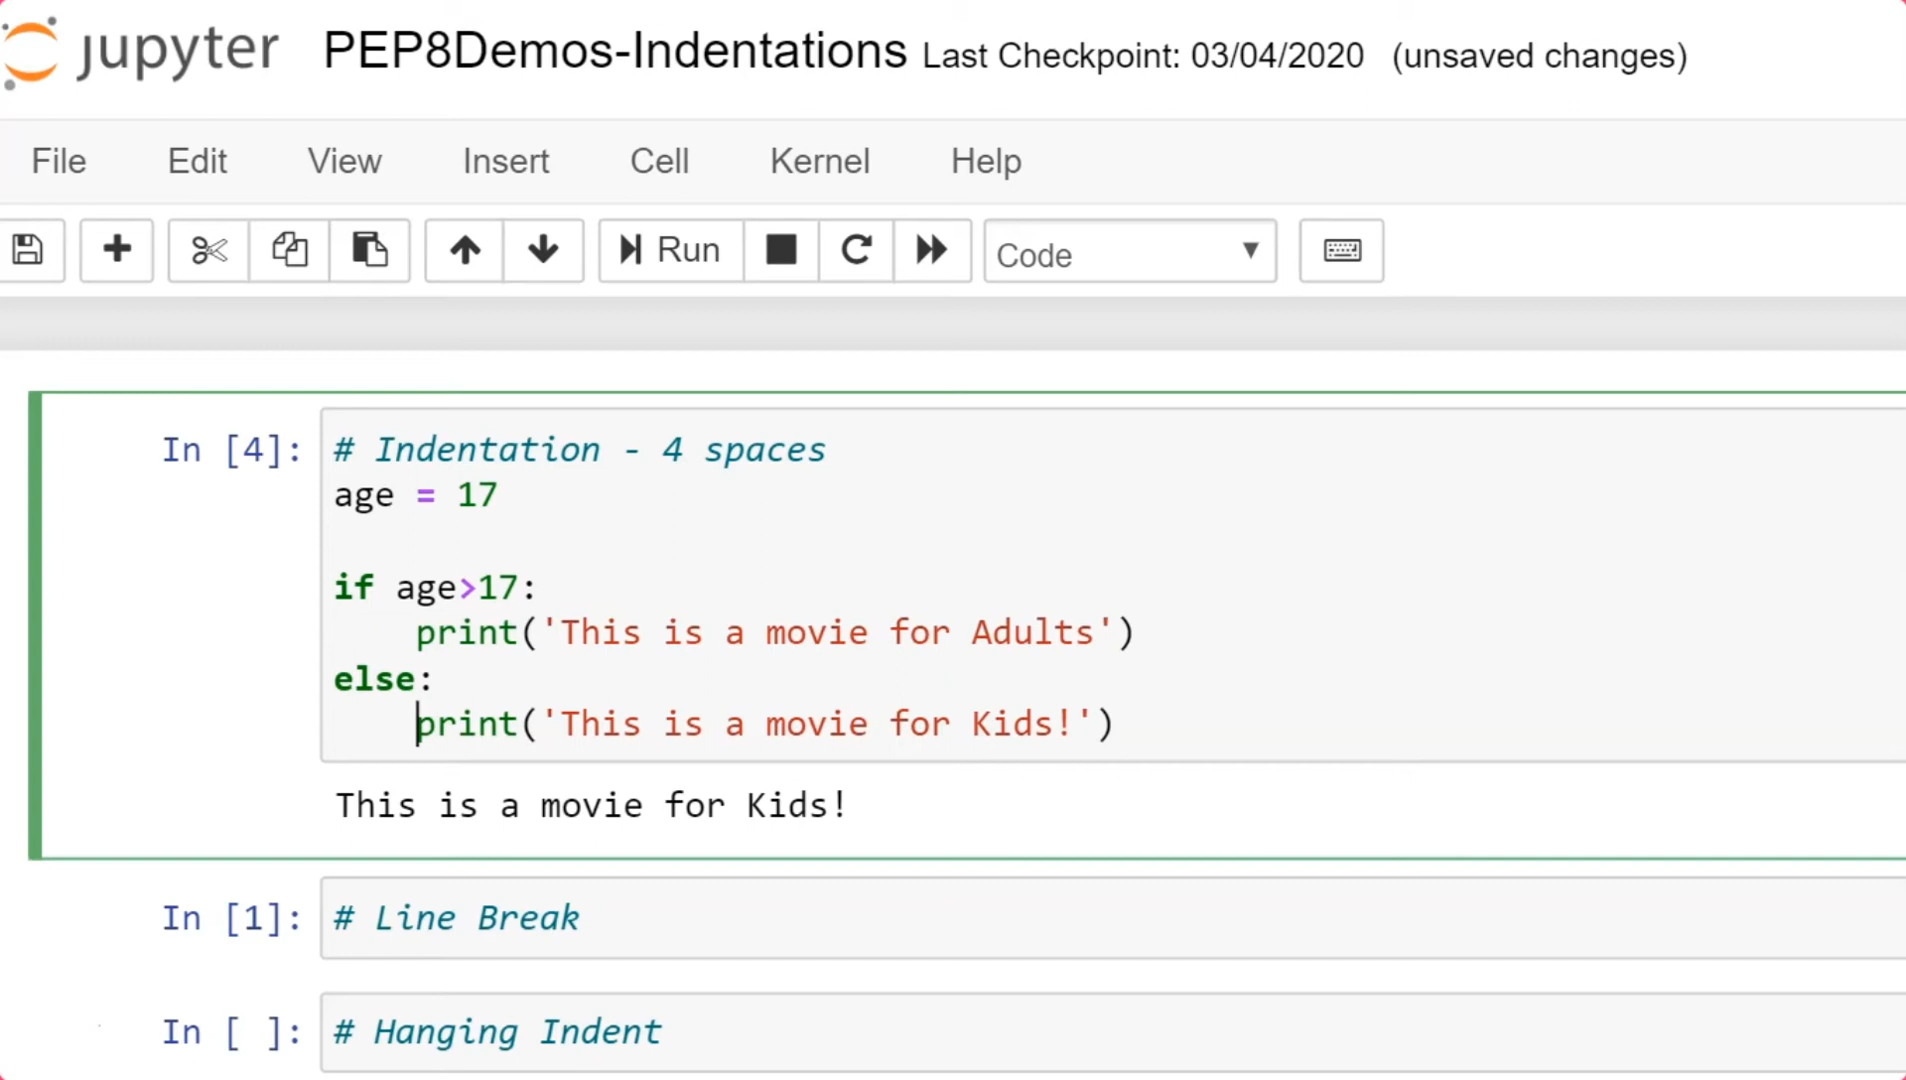 jupyter PEP8Demos-Indentations Last Checkpoint: 03/04/2020 (unsaved changes)
File Edit View Insert Cell Kernel Help
Run Code
In [4]: # Indentation - 4 spaces
age = 17
if age>17:
    print('This is a movie for Adults')
else:
    print('This is a movie for Kids!')
This is a movie for Kids!
In [1]: # Line Break
In [ ]: # Hanging Indent